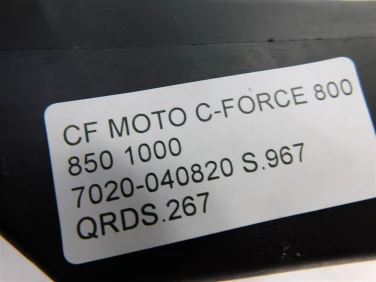 CF MOTO C-FORCE 800
850 1000
7020-040820 S.967
QRDS.267